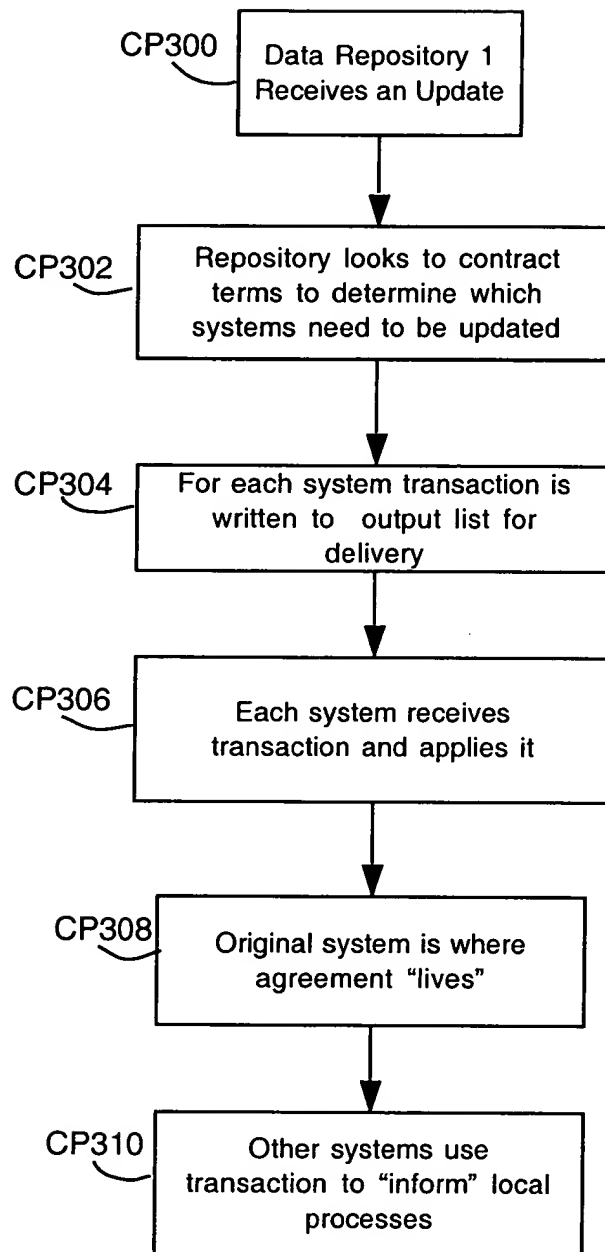 CP300
Data Repository 1
Receives an Update
CP302
Repository looks to contract
terms to determine which
systems need to be updated
CP304
For each system transaction is
written to output list for
delivery
CP306
Each system receives
transaction and applies it
CP308
Original system is where
agreement “lives”
CP310
Other systems use
transaction to “inform” local
processes